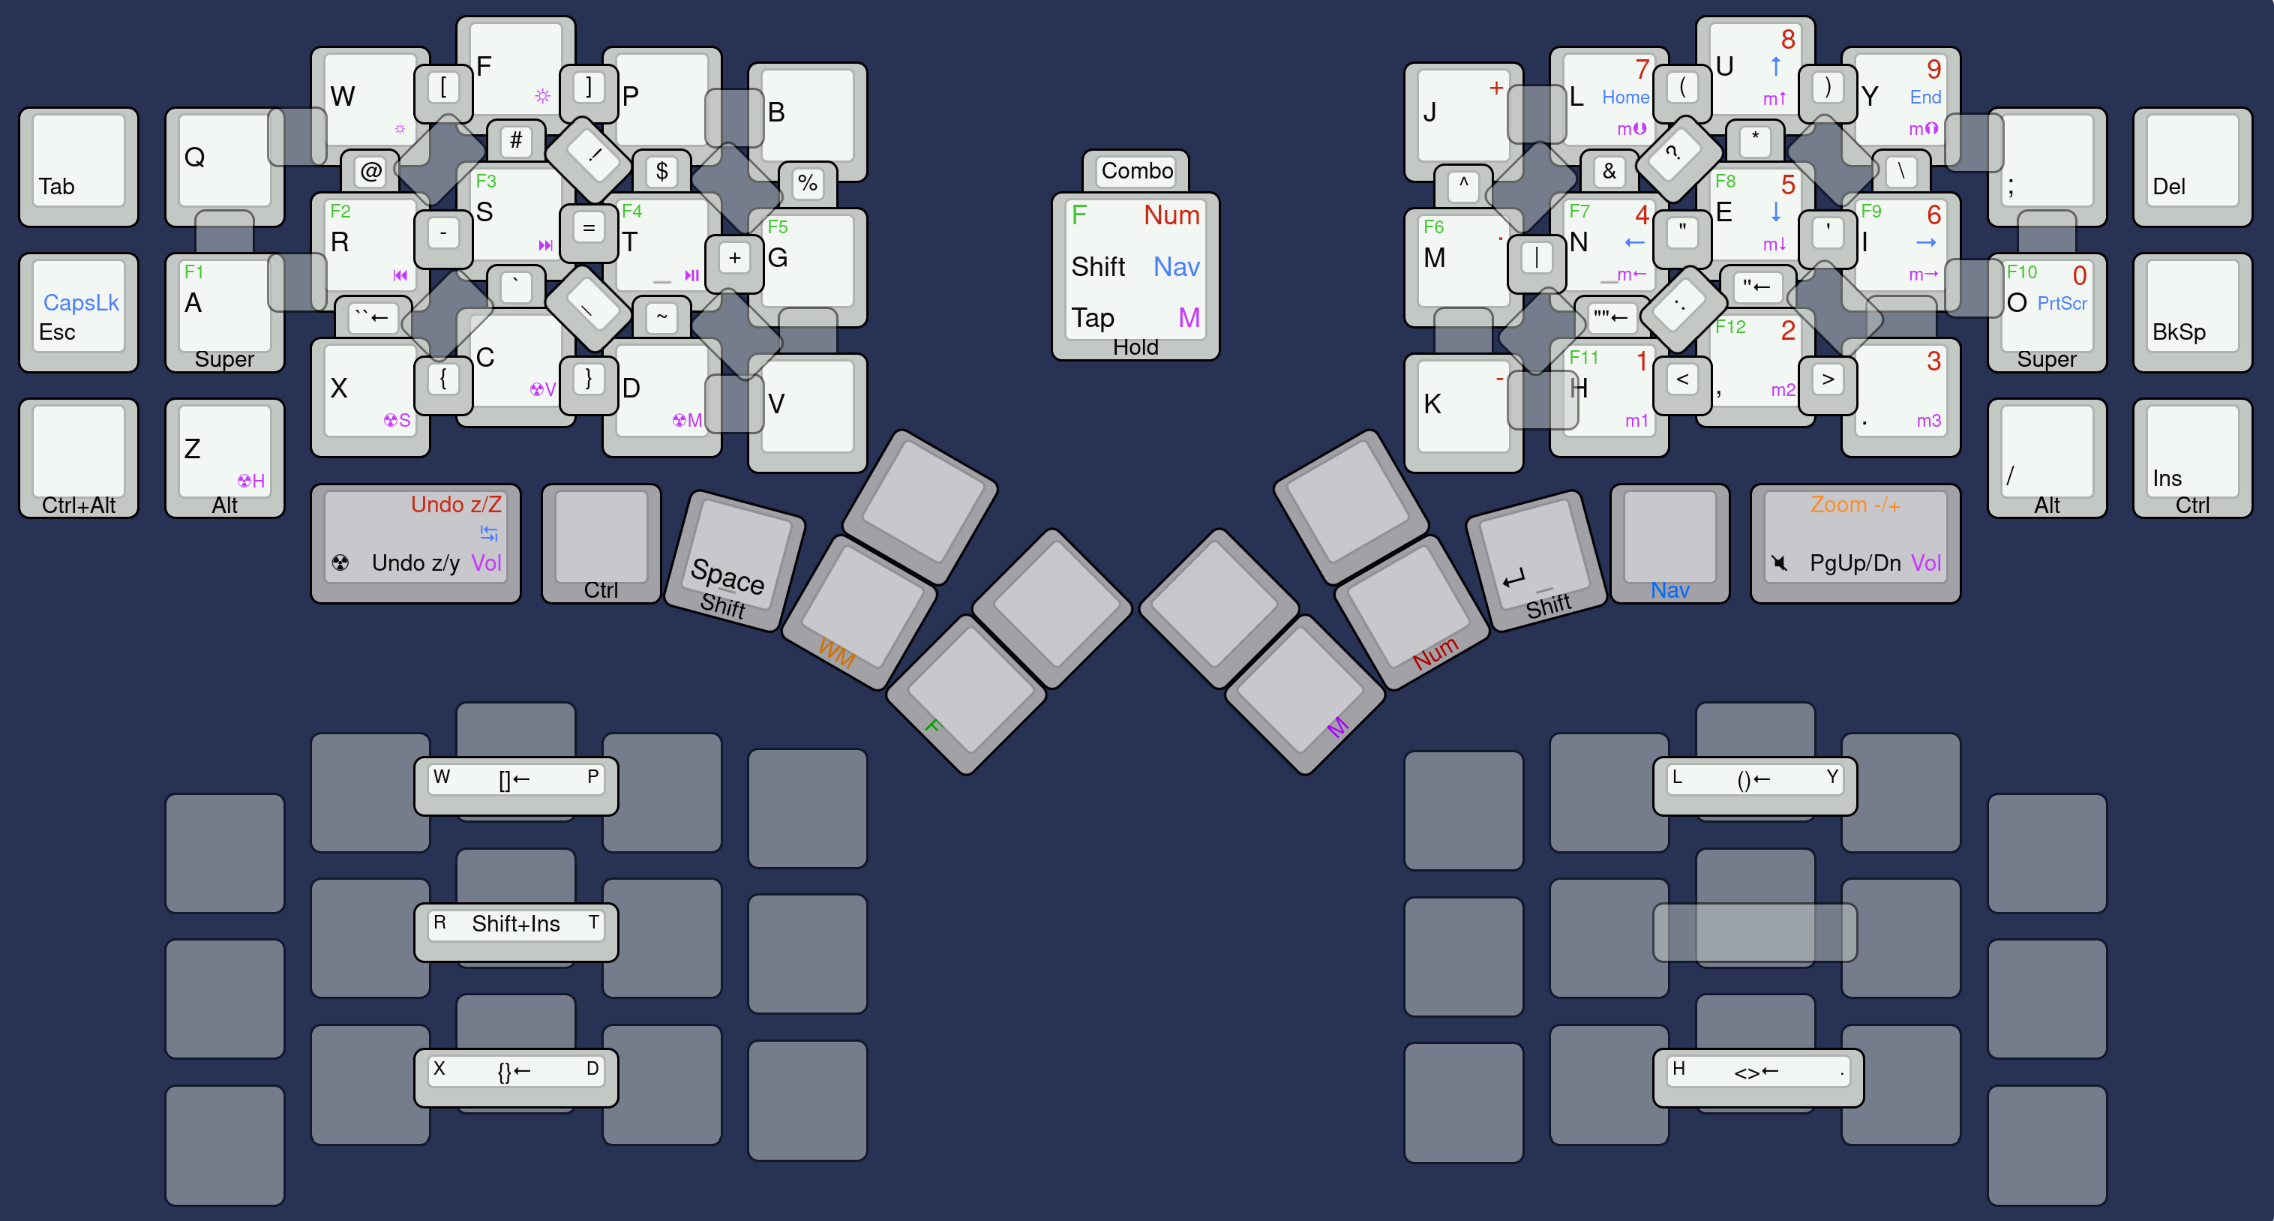 Tab
Q
W ☼
[
F ☼
]
P
B
@
#
!
$
%
Esc CapsLk
F1
A
Super
F2
R ⏮
-
F3
S ⏭
=
F4
T _ ⏯
+
F5
G
``←
`
_
~
Ctrl+Alt
Z ☢H
Alt
X ☢S
{
C ☢V
}
D ☢M
V
Undo z/Z
↹
☢ Undo z/y Vol
Ctrl
Space
Shift
WM
F
Combo
F Num
Shift Nav
Tap M
Hold
J +
7
L Home
(
8
U ↑
m↑
)
9
Y End
;
Del
^
&
?
*
\
F6
M .
|
F7 4
N ←
_m←
"
F8 5
E ↓
m↓
'
F9 6
I →
m→
F10 0
O PrtScr
Super
BkSp
""←
:
"←
K -
F11 1
H
m1
<
F12 2
, m2
>
3
. m3
/
Alt
Ins
Ctrl
↵ _
Shift
Nav
Zoom -/+
PgUp/Dn Vol
Num
M
W []← P
L ()← Y
R Shift+Ins T
X {}← D
H <>← .